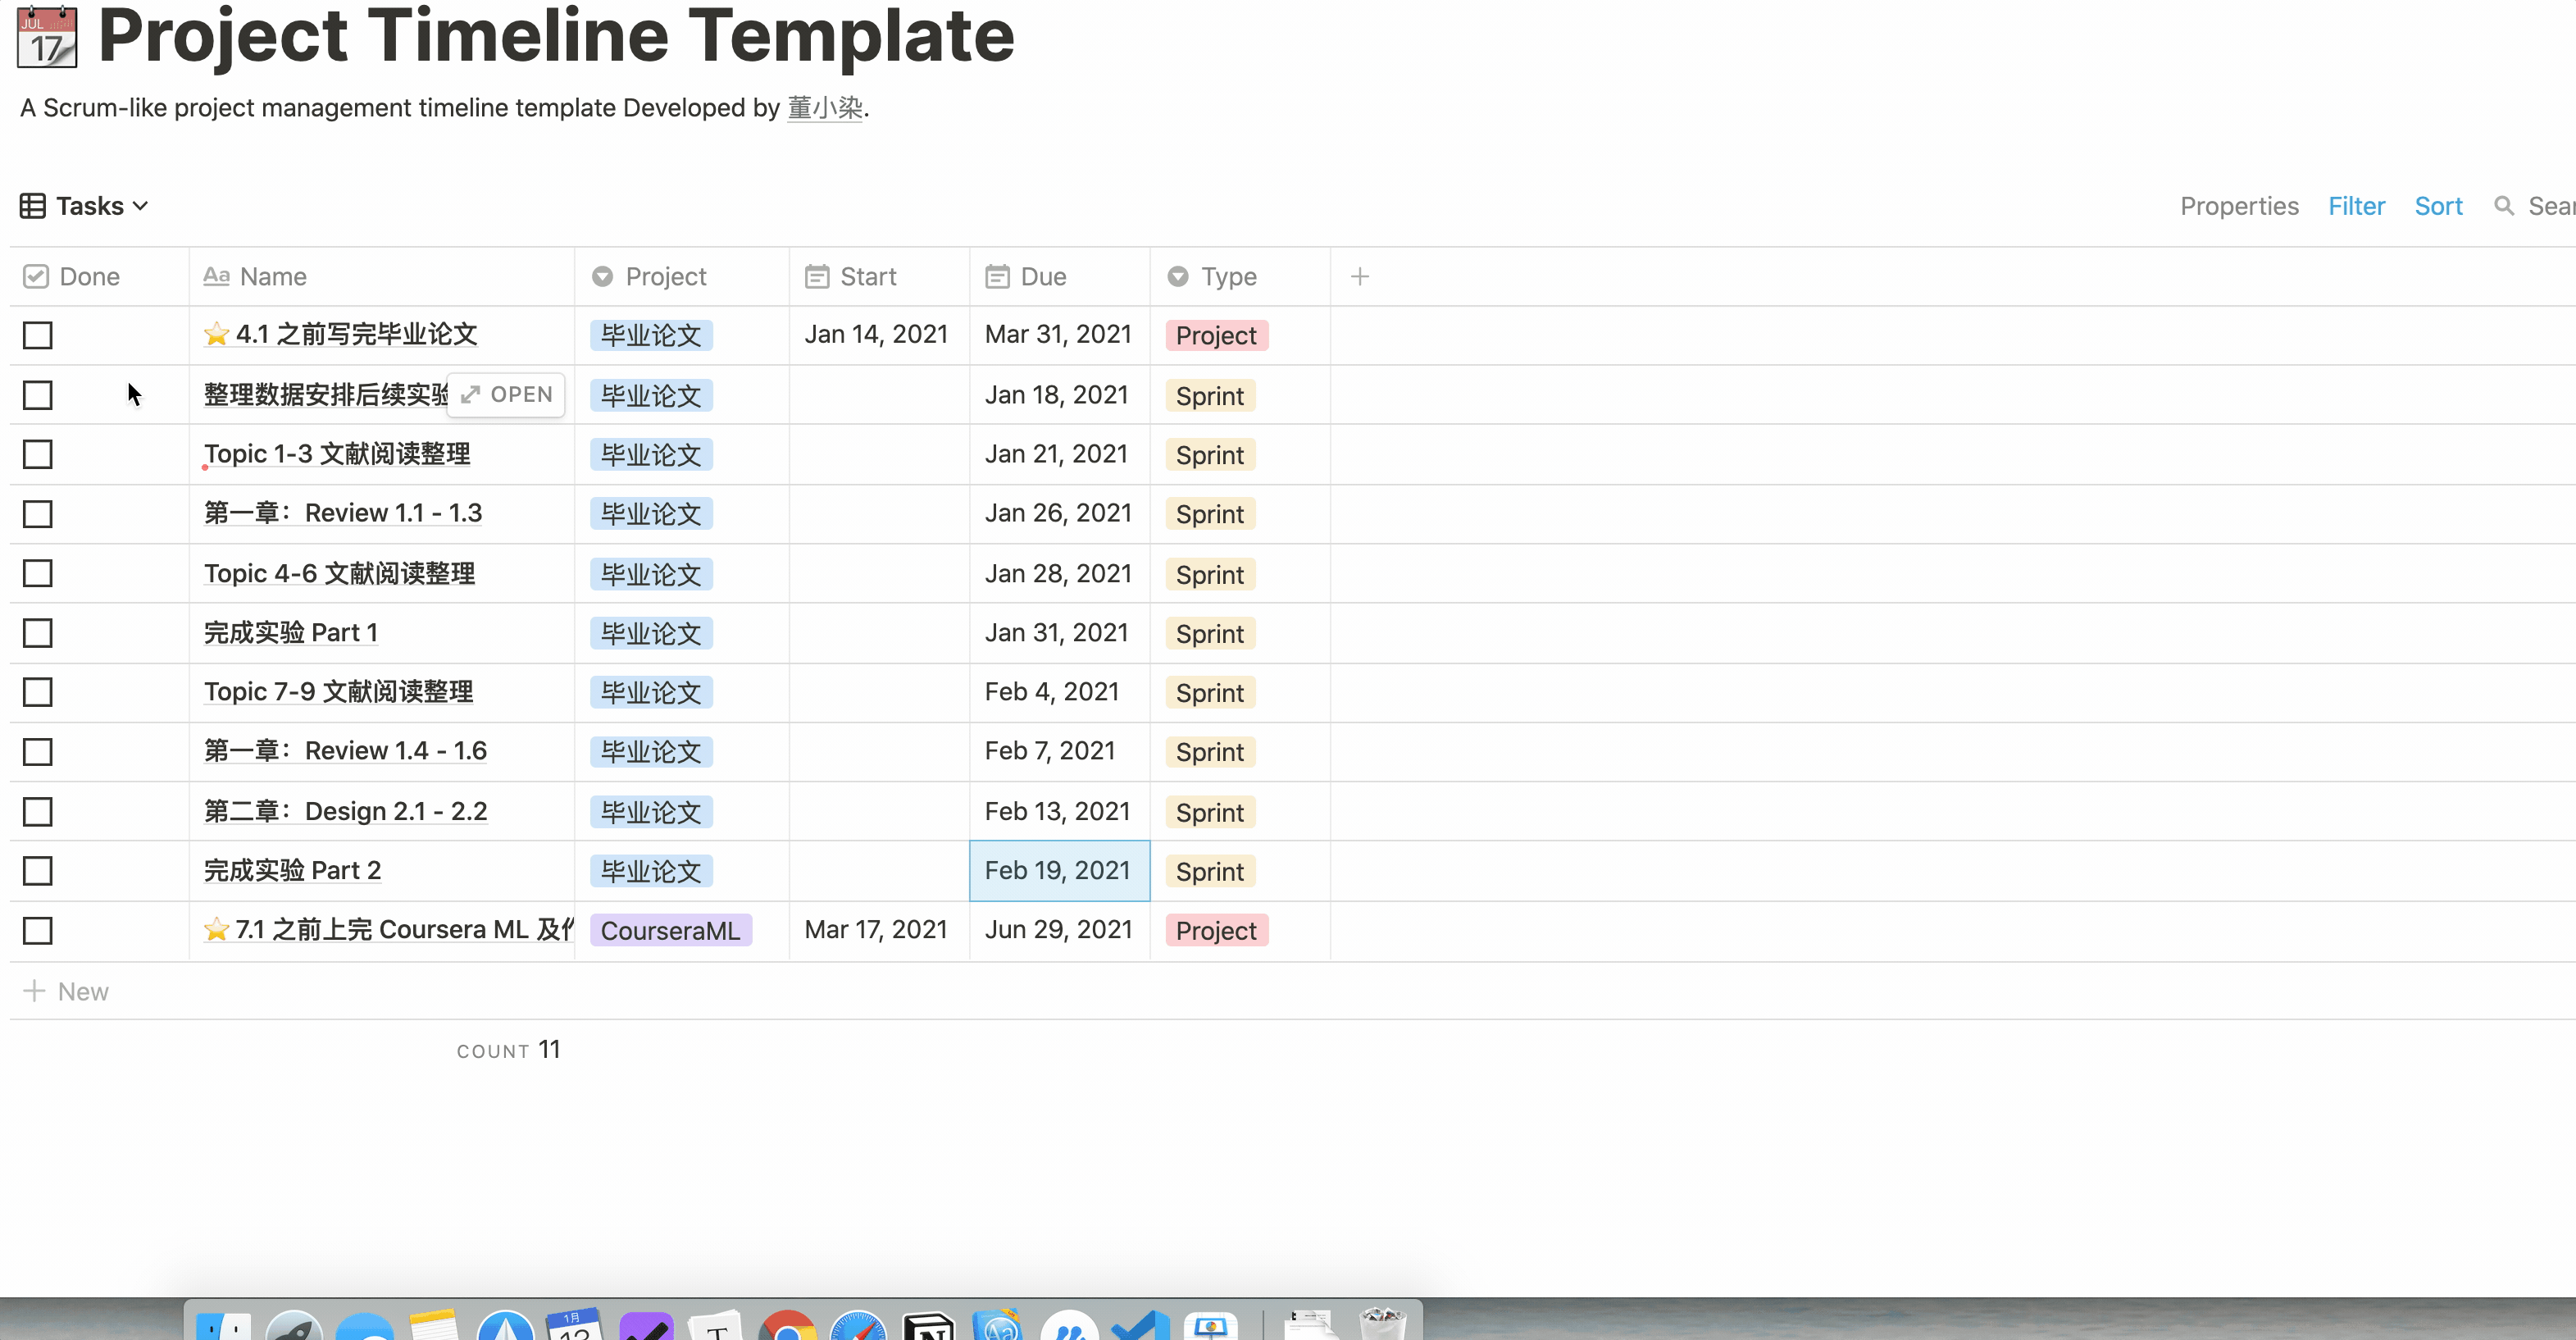 JUL
17
Project Timeline Template
A Scrum-like project management timeline template Developed by 董小染.
Tasks
Properties Filter Sort Sear
Done Aa Name Project Start Due Type
⭐ 4.1 之前写完毕业论文 毕业论文 Jan 14, 2021 Mar 31, 2021 Project
整理数据安排后续实验 OPEN 毕业论文 Jan 18, 2021 Sprint
Topic 1-3 文献阅读整理 毕业论文 Jan 21, 2021 Sprint
第一章：Review 1.1 - 1.3 毕业论文 Jan 26, 2021 Sprint
Topic 4-6 文献阅读整理 毕业论文 Jan 28, 2021 Sprint
完成实验 Part 1 毕业论文 Jan 31, 2021 Sprint
Topic 7-9 文献阅读整理 毕业论文 Feb 4, 2021 Sprint
第一章：Review 1.4 - 1.6 毕业论文 Feb 7, 2021 Sprint
第二章：Design 2.1 - 2.2 毕业论文 Feb 13, 2021 Sprint
完成实验 Part 2 毕业论文 Feb 19, 2021 Sprint
⭐ 7.1 之前上完 Coursera ML 及 CourseraML Mar 17, 2021 Jun 29, 2021 Project
+ New
COUNT 11
1月
T
N
Aa